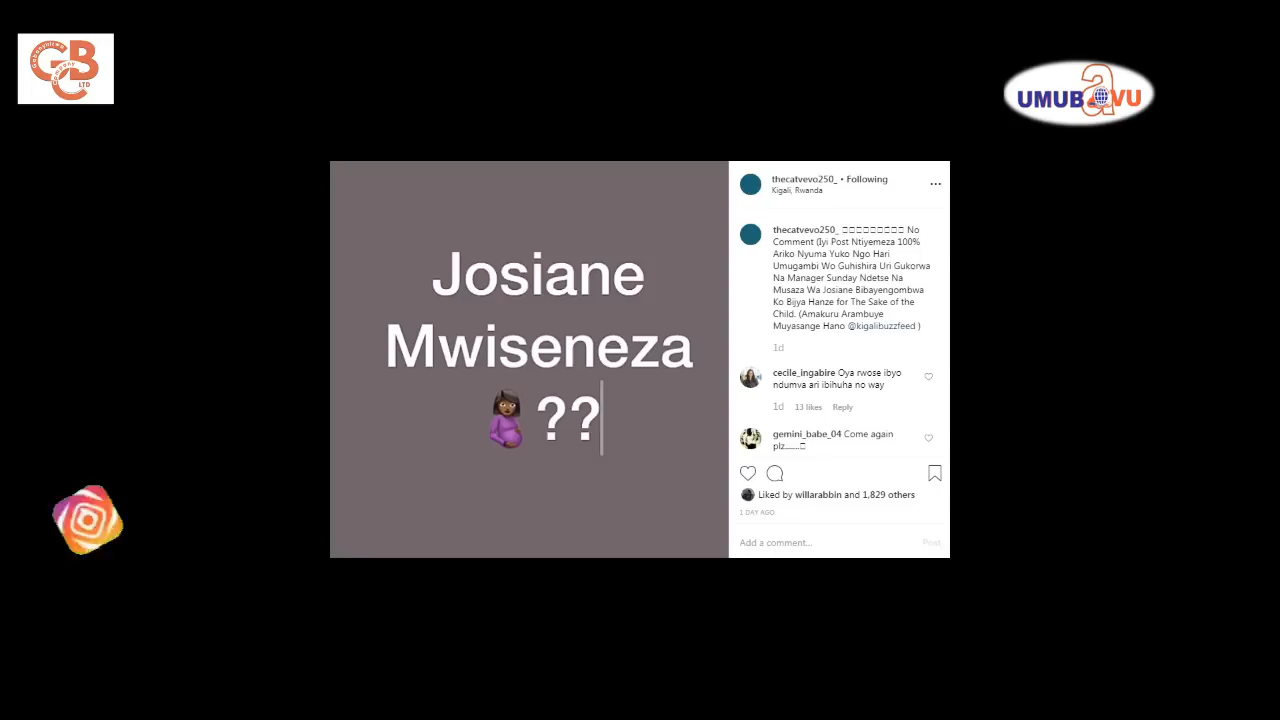 Gabanyifiswa
GBC
Company
LTD
UMUBaVU
Josiane
Mwiseneza
??
thecatvevo250_ • Following
Kigali, Rwanda
thecatvevo250_ No
Comment (Iyi Post Ntiyemeza 100%
Ariko Nyuma Yuko Ngo Hari
Umugambi Wo Guhishira Uri Gukorwa
Na Manager Sunday Ndetse Na
Musaza Wa Josiane Bibayengombwa
Ko Bijya Hanze for The Sake of the
Child. (Amakuru Arambuye
Muyasange Hano @kigalibuzzfeed )
1d
cecile_ingabire Oya rwose ibyo
ndumva ari ibihuha no way
1d 13 likes Reply
gemini_babe_04 Come again
plz.......
Liked by willarabbin and 1,829 others
1 DAY AGO
Add a comment...
Post